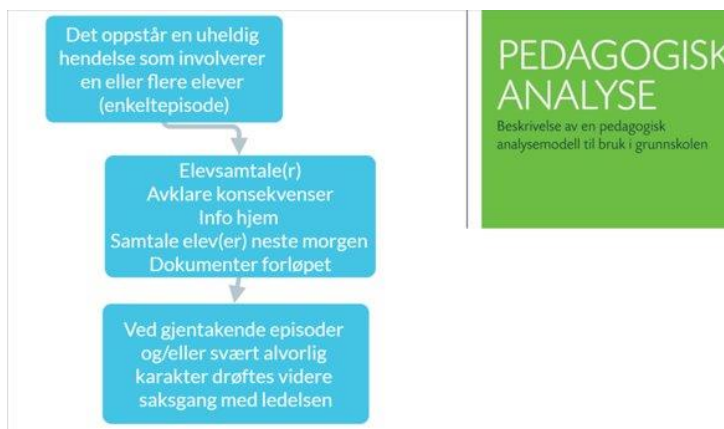 Det oppstår en uheldig
hendelse som involverer
en eller flere elever
(enkeltepisode)
Elevsamtale(r)
Avklare konsekvenser
Info hjem
Samtale elev(er) neste morgen
Dokumenter forløpet
Ved gjentakende episoder
og/eller svært alvorlig
karakter drøftes videre
saksgang med ledelsen
PEDAGOGISK
ANALYSE
Beskrivelse av en pedagogisk
analysemodell til bruk i grunnskolen